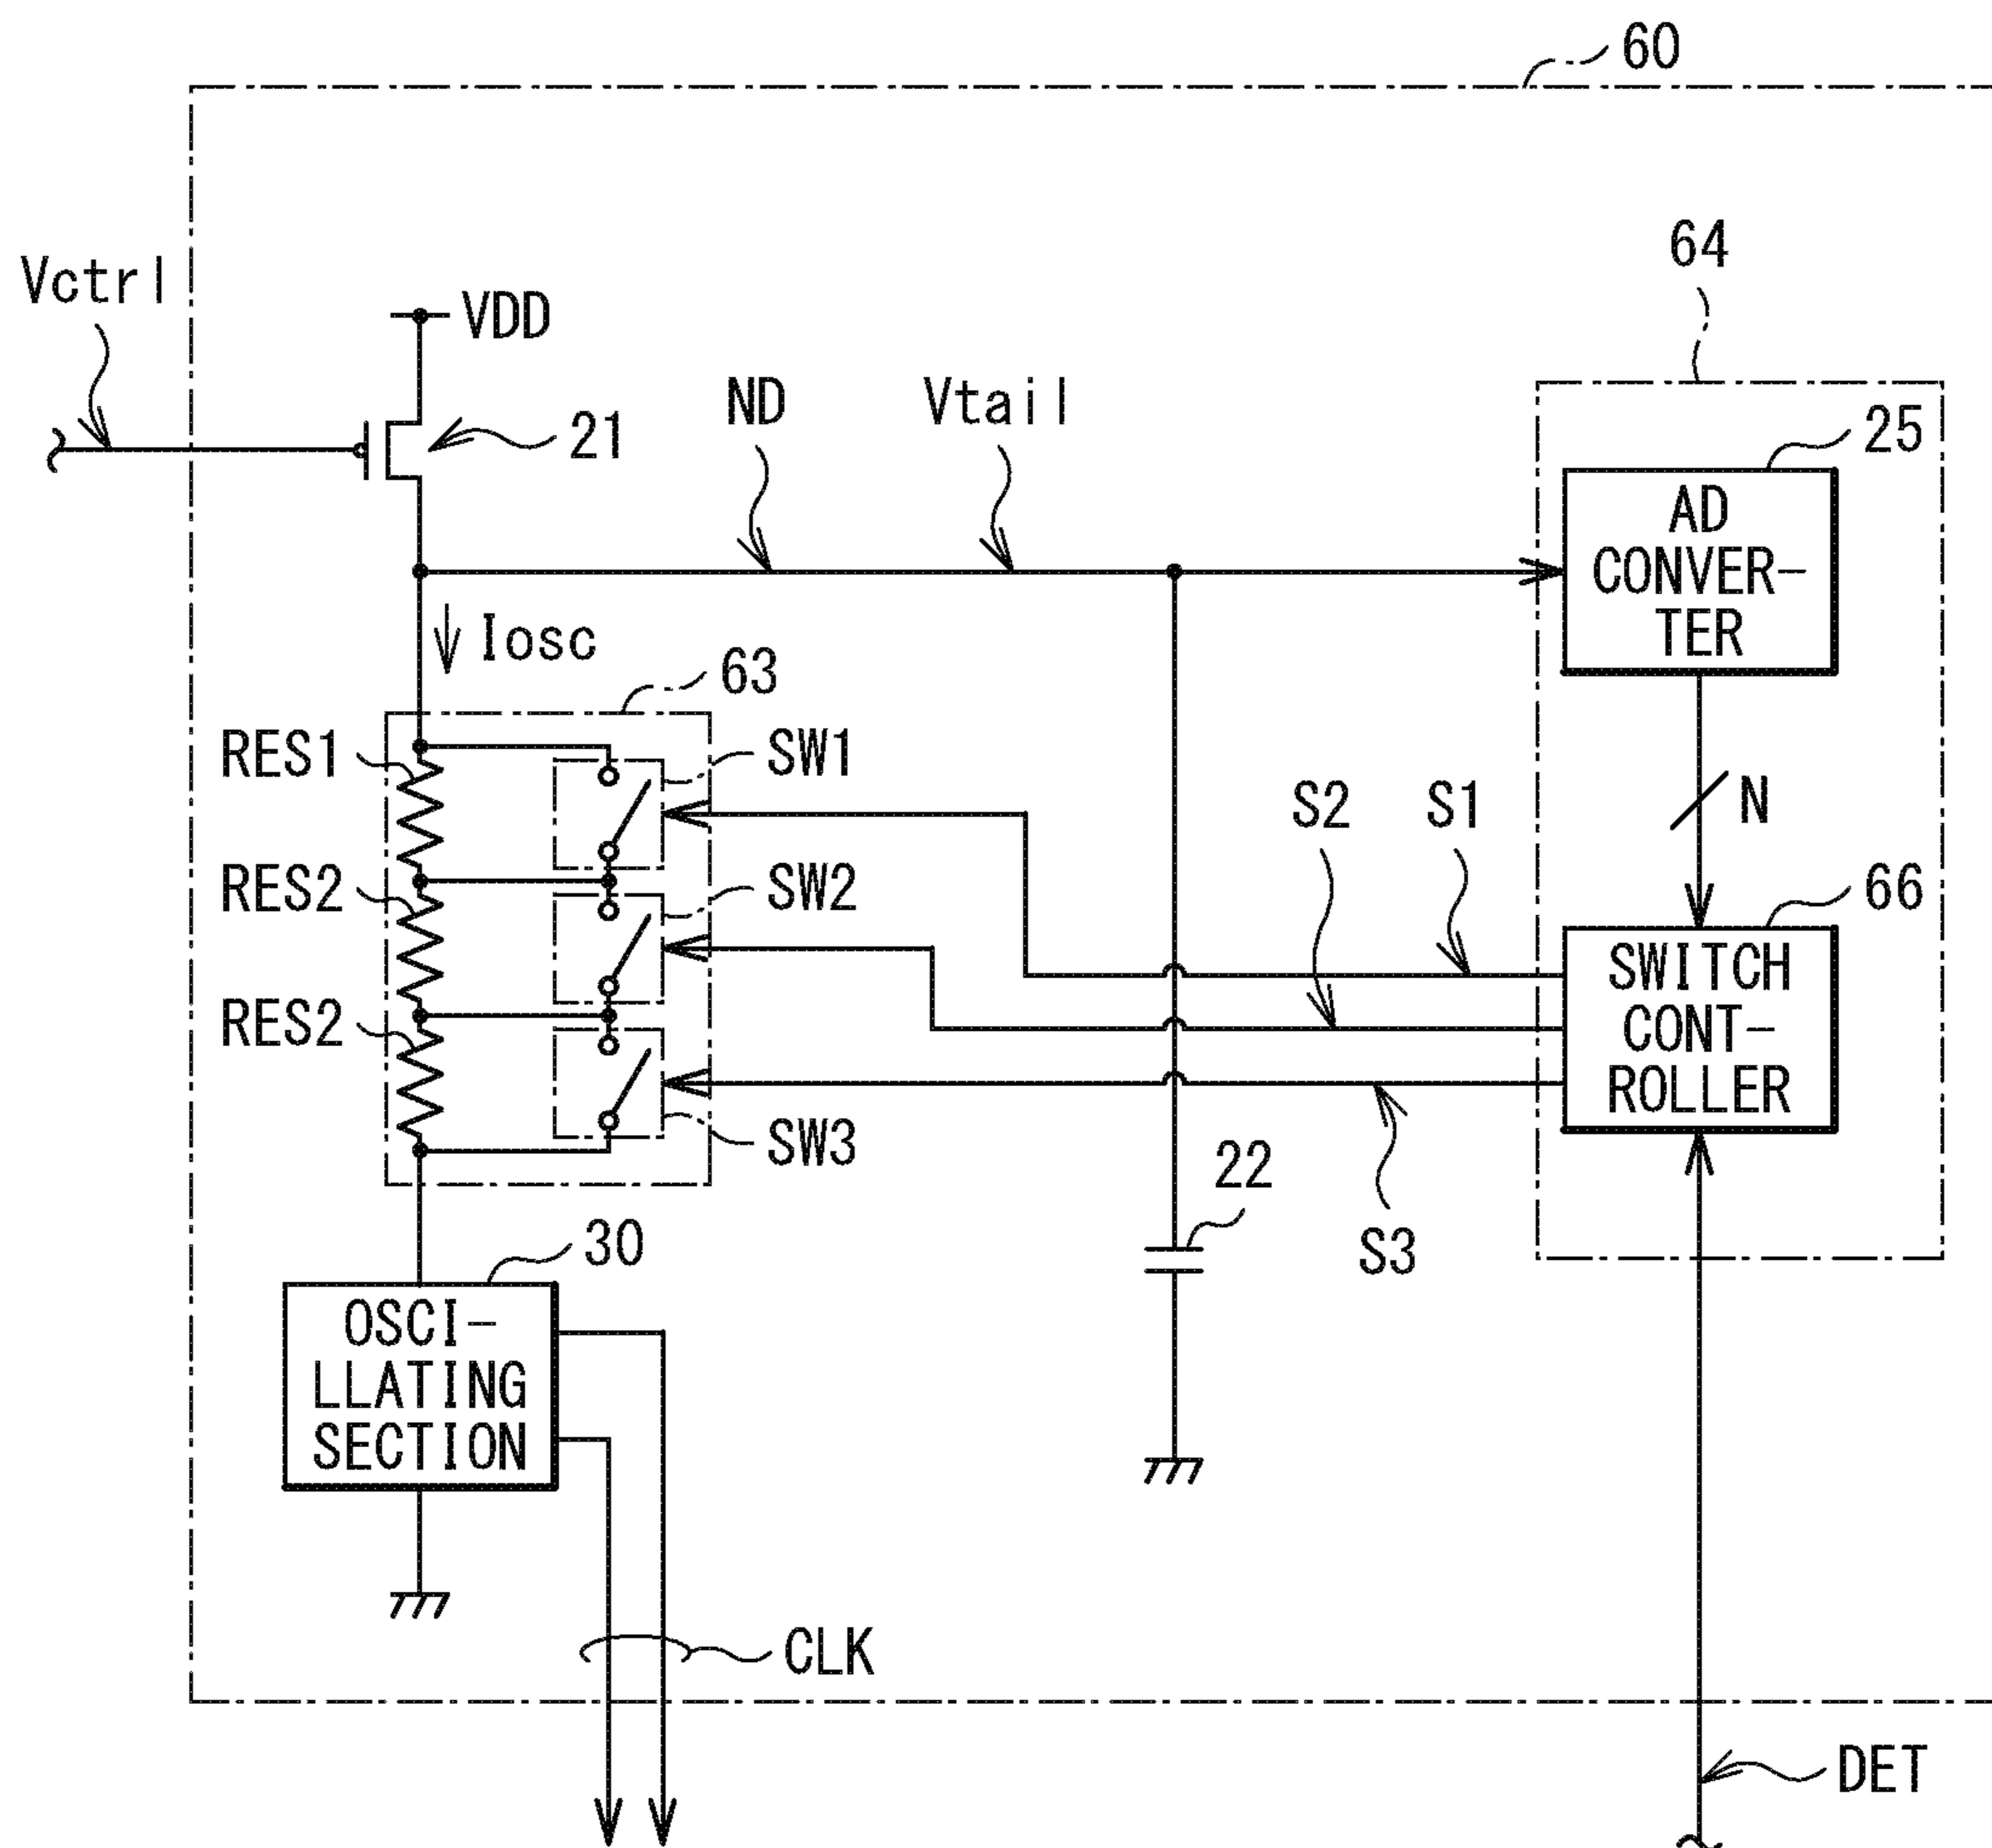 60
64
Vctrl
VDD
ND
Vtail
21
25
AD
CONVER-
TER
Iosc
63
RES1
SW1
S2
S1
N
RES2
SW2
66
SWITCH
CONT-
ROLLER
RES2
SW3
22
S3
30
OSCI-
LLATING
SECTION
CLK
DET